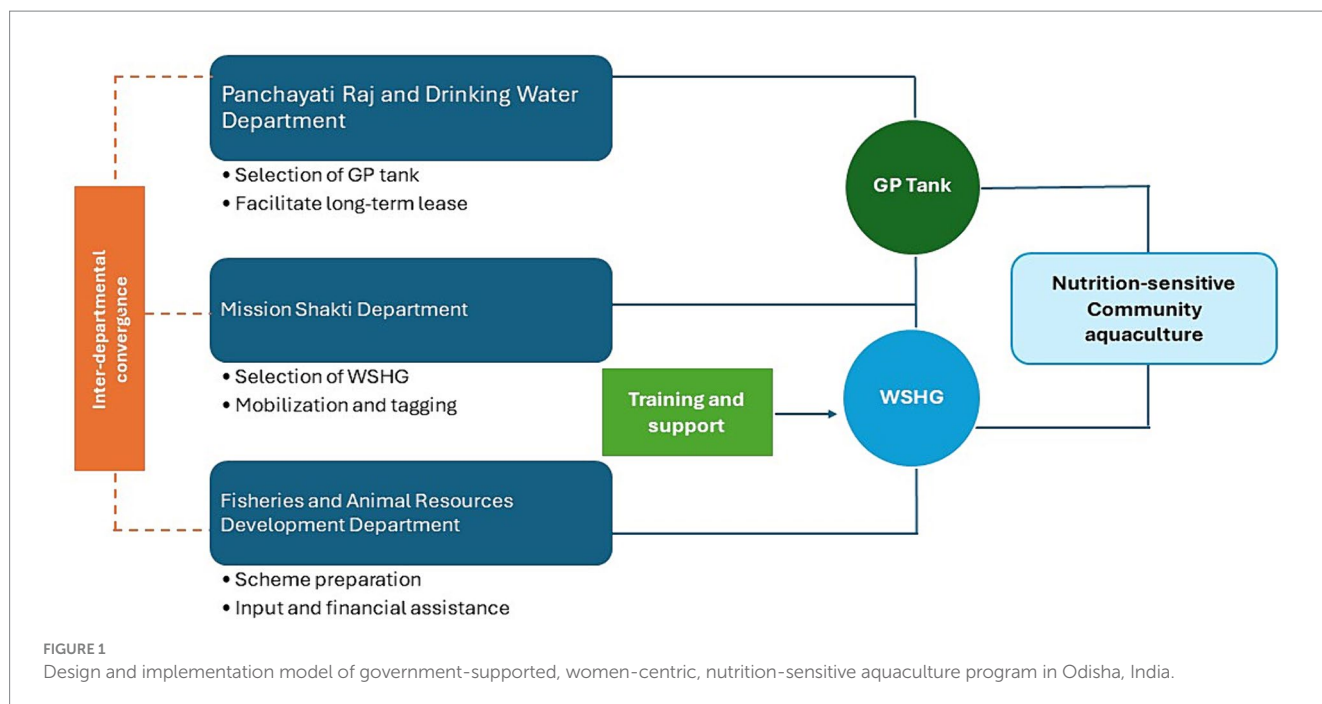 Inter-departmental
convergence
Panchayati Raj and Drinking Water
Department
• Selection of GP tank
• Facilitate long-term lease
Mission Shakti Department
• Selection of WSHG
• Mobilization and tagging
Fisheries and Animal Resources
Development Department
• Scheme preparation
• Input and financial assistance
Training and
support
GP Tank
WSHG
Nutrition-sensitive
Community
aquaculture
FIGURE 1
Design and implementation model of government-supported, women-centric, nutrition-sensitive aquaculture program in Odisha, India.